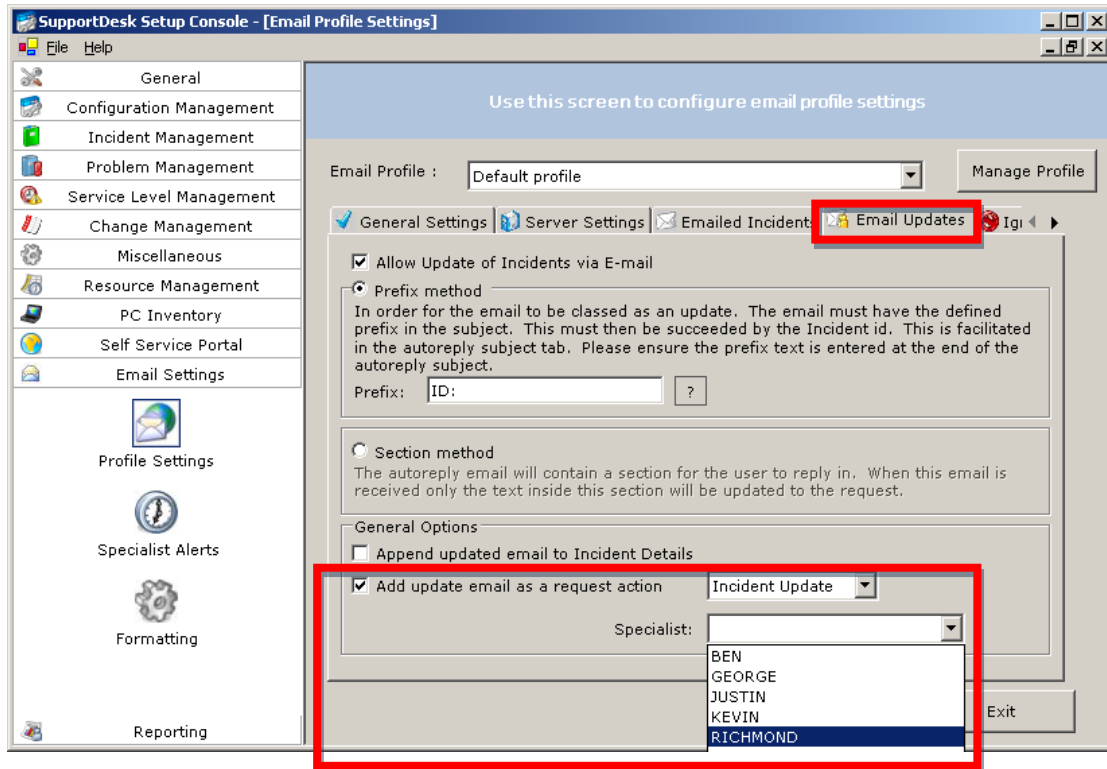 SupportDesk Setup Console - [Email Profile Settings]
File Help
General
Configuration Management
Incident Management
Problem Management
Service Level Management
Change Management
Miscellaneous
Resource Management
PC Inventory
Self Service Portal
Email Settings
Profile Settings
Specialist Alerts
Formatting
Reporting
Use this screen to configure email profile settings
Email Profile : Default profile Manage Profile
General Settings Server Settings Emailed Incidents Email Updates Igr
Allow Update of Incidents via E-mail
Prefix method
In order for the email to be classed as an update. The email must have the defined
prefix in the subject. This must then be succeeded by the Incident id. This is facilitated
in the autoreply subject tab. Please ensure the prefix text is entered at the end of the
autoreply subject.
Prefix: ID: ?
Section method
The autoreply email will contain a section for the user to reply in. When this email is
received only the text inside this section will be updated to the request.
General Options
Append updated email to Incident Details
Add update email as a request action Incident Update
Specialist:
BEN
GEORGE
JUSTIN
KEVIN
RICHMOND
Exit